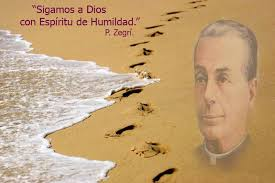 “Sigamos a Dios
con Espíritu de Humildad.”
P. Zegrí.